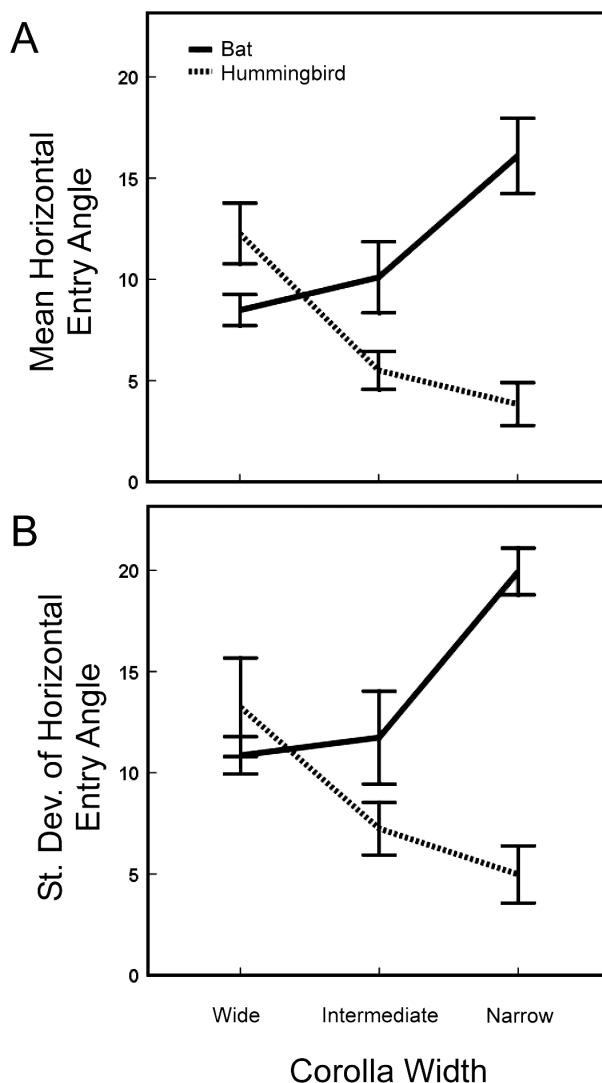 A
Bat
Hummingbird
Mean Horizontal
Entry Angle
20
15
10
5
0
B
St. Dev. of Horizontal
Entry Angle
20
15
10
5
0
Wide Intermediate Narrow
Corolla Width